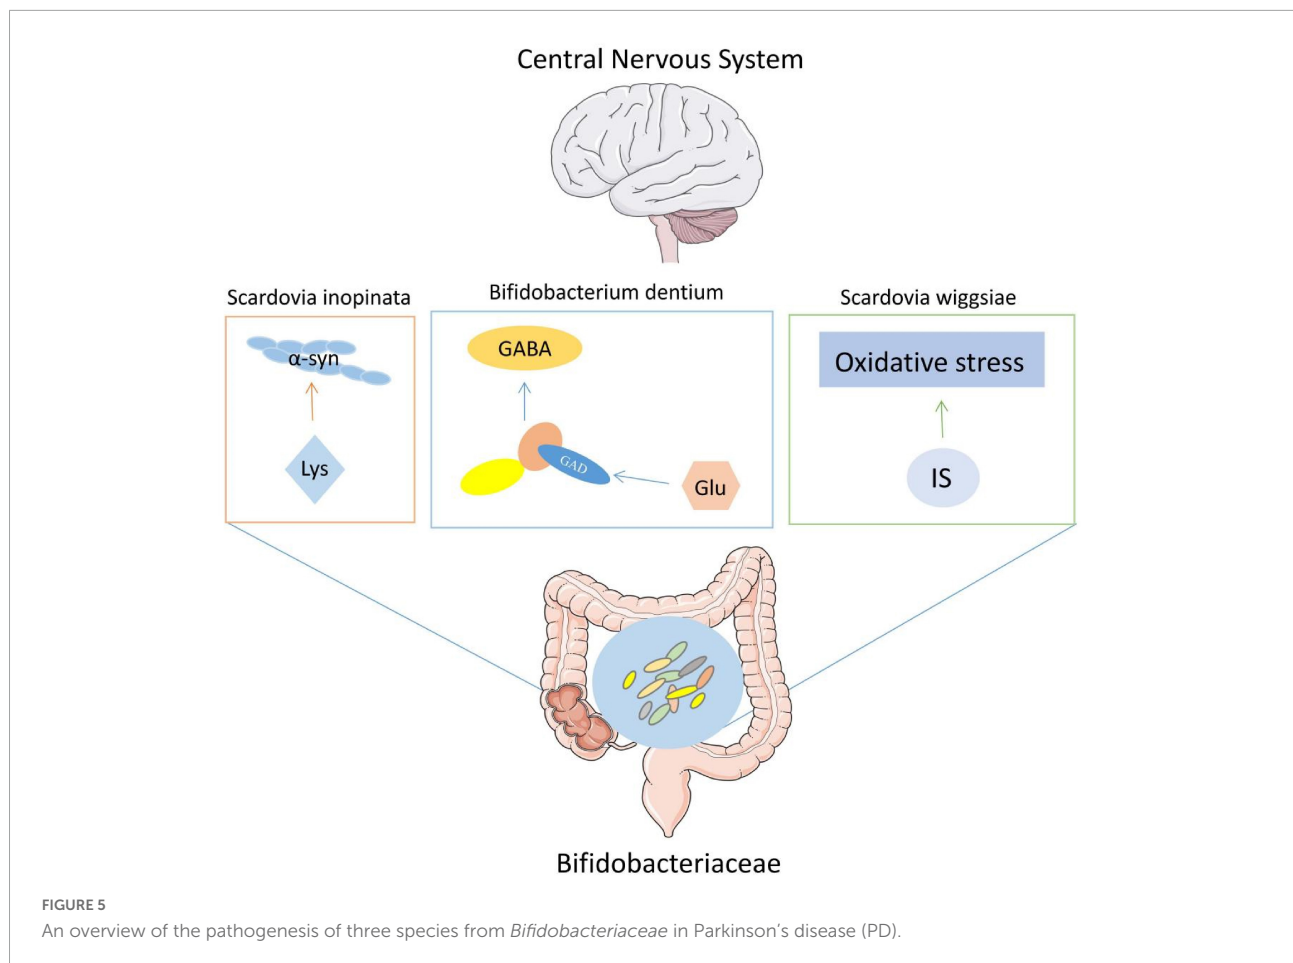 Central Nervous System
Scardovia inopinata
Bifidobacterium dentium
Scardovia wiggsiae
α-syn
Lys
GABA
GAD
Glu
Oxidative stress
IS
Bifidobacteriaceae
FIGURE 5
An overview of the pathogenesis of three species from Bifidobacteriaceae in Parkinson's disease (PD).